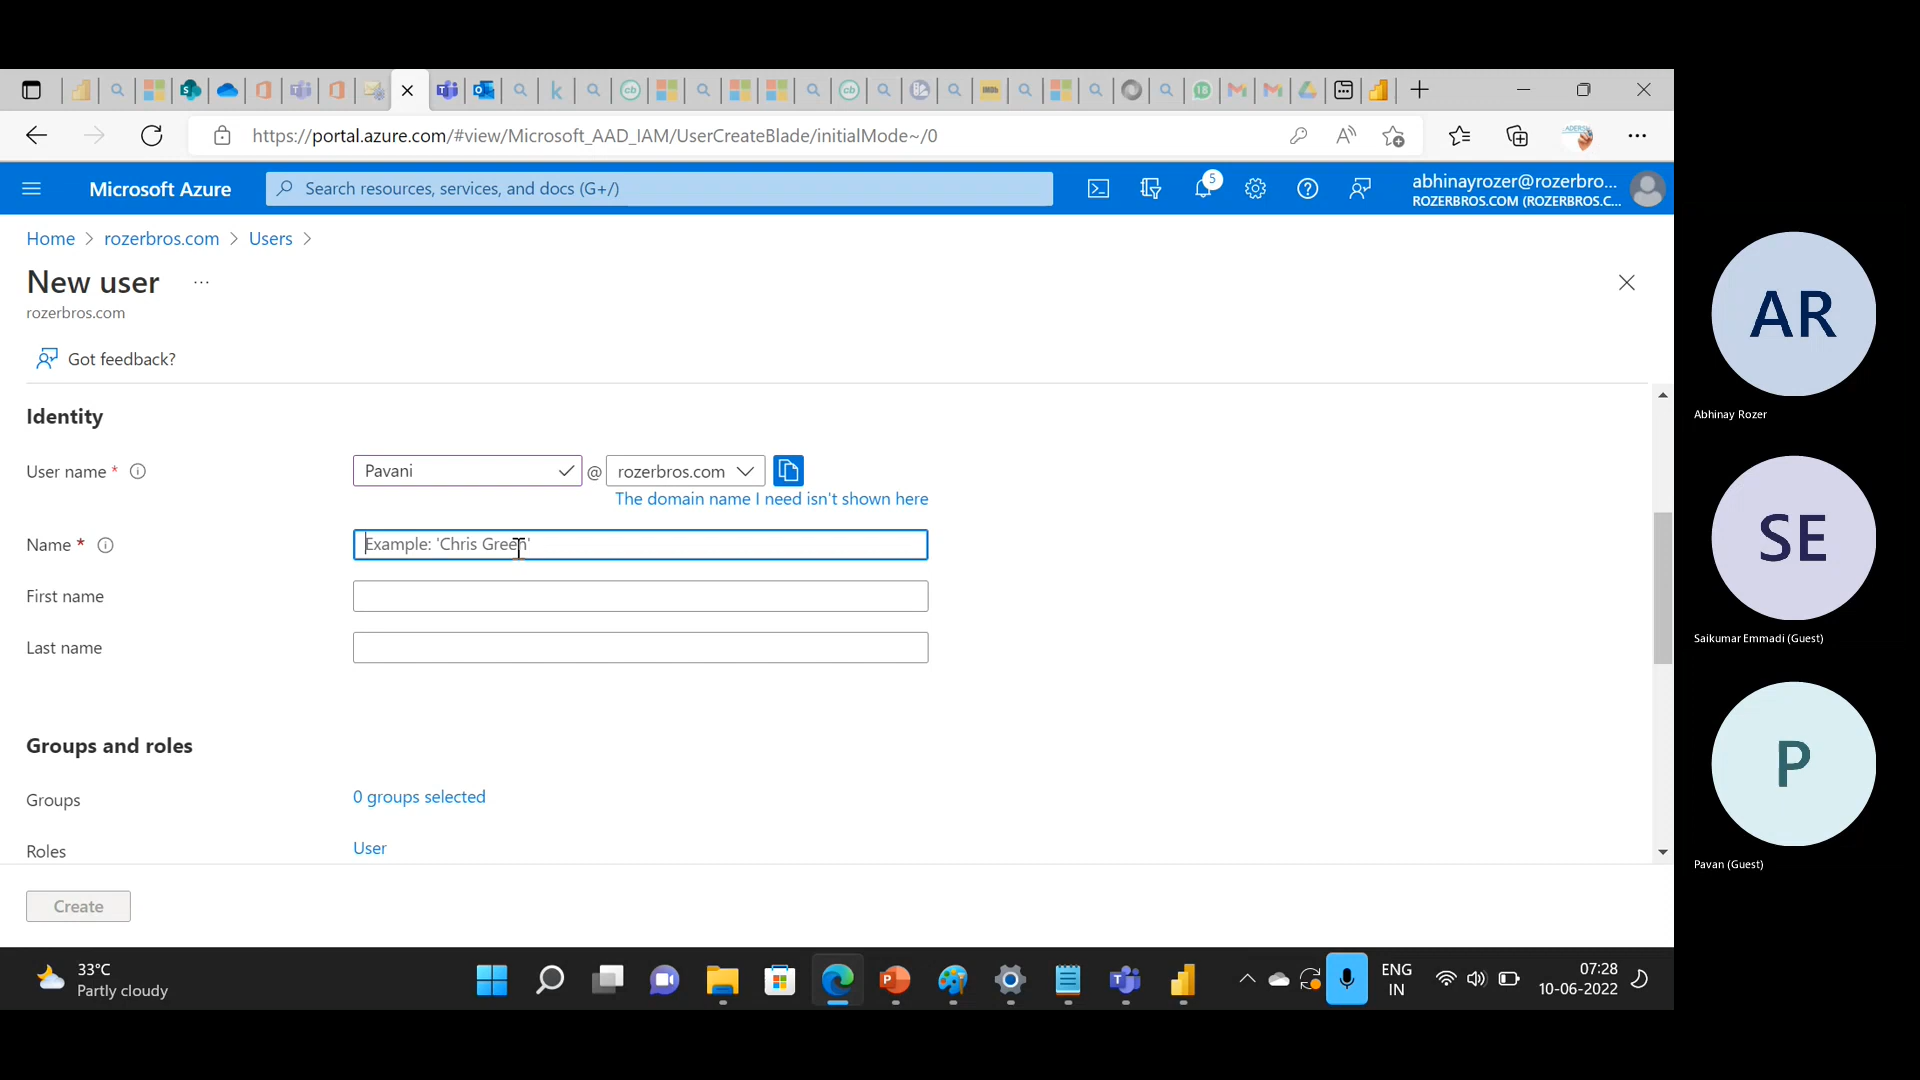 https://portal.azure.com/#view/Microsoft_AAD_IAM/UserCreateBlade/initialMode~/0
Microsoft Azure
Search resources, services, and docs (G+/)
5
abhinayrozer@rozerbro...
ROZERBROS.COM (ROZERBROS.C...
Home > rozerbros.com > Users >
New user ...
rozerbros.com
Got feedback?
Identity
User name *
Pavani
@
rozerbros.com
The domain name I need isn't shown here
Name *
Example: 'Chris Green'
First name
Last name
Groups and roles
Groups
0 groups selected
Roles
User
Create
AR
Abhinay Rozer
SE
Saikumar Emmadi (Guest)
P
Pavan (Guest)
33°C
Partly cloudy
ENG
IN
07:28
10-06-2022